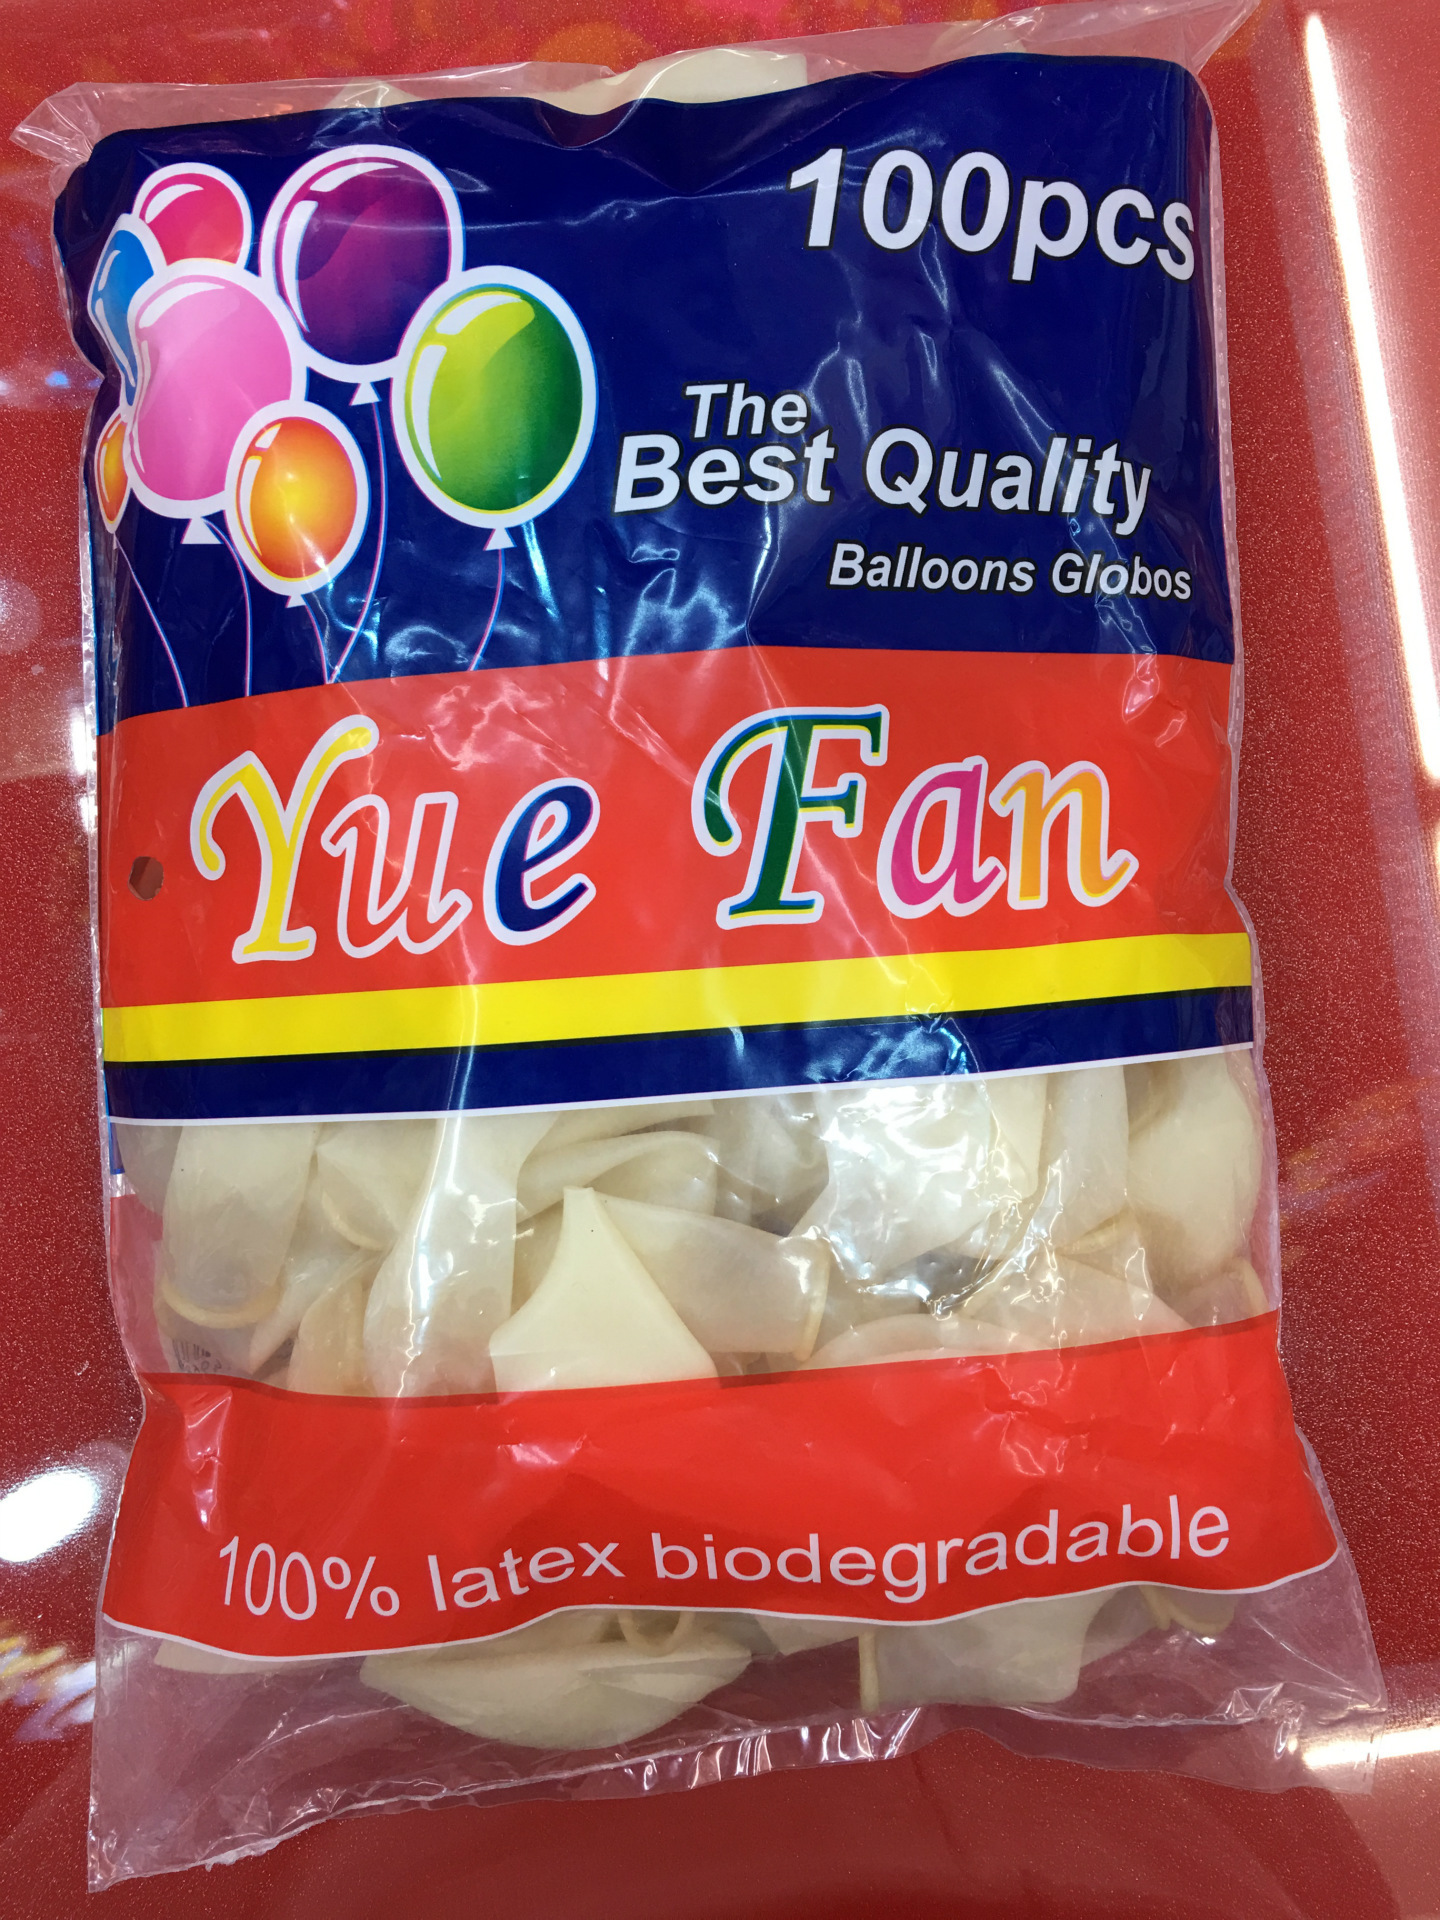 100pcs
The
Best Quality
Balloons Globos
Yue Fan
100% latex biodegradable